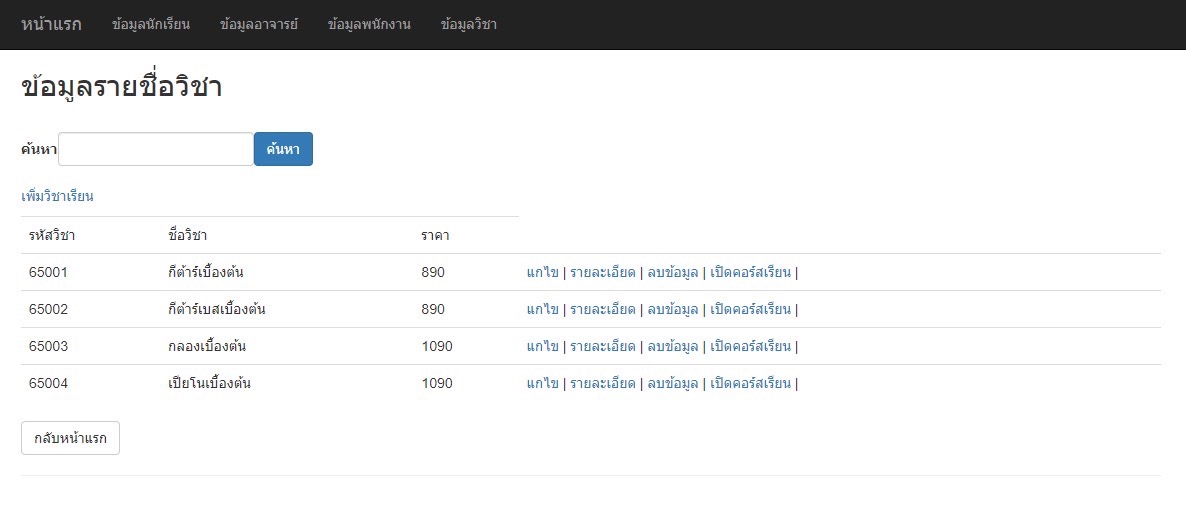 หน้าแรก ข้อมูลนักเรียน ข้อมูลอาจารย์ ข้อมูลพนักงาน ข้อมูลวิชา
ข้อมูลรายชื่อวิชา
ค้นหา ค้นหา
เพิ่มวิชาเรียน
รหัสวิชา ชื่อวิชา ราคา
65001 กีต้าร์เบื้องต้น 890 แกไข | รายละเอียด | ลบข้อมูล | เปิดคอร์สเรียน |
65002 กีต้าร์เบสเบื้องต้น 890 แกไข | รายละเอียด | ลบข้อมูล | เปิดคอร์สเรียน |
65003 กลองเบื้องต้น 1090 แกไข | รายละเอียด | ลบข้อมูล | เปิดคอร์สเรียน |
65004 เปียโนเบื้องต้น 1090 แกไข | รายละเอียด | ลบข้อมูล | เปิดคอร์สเรียน |
กลับหน้าแรก